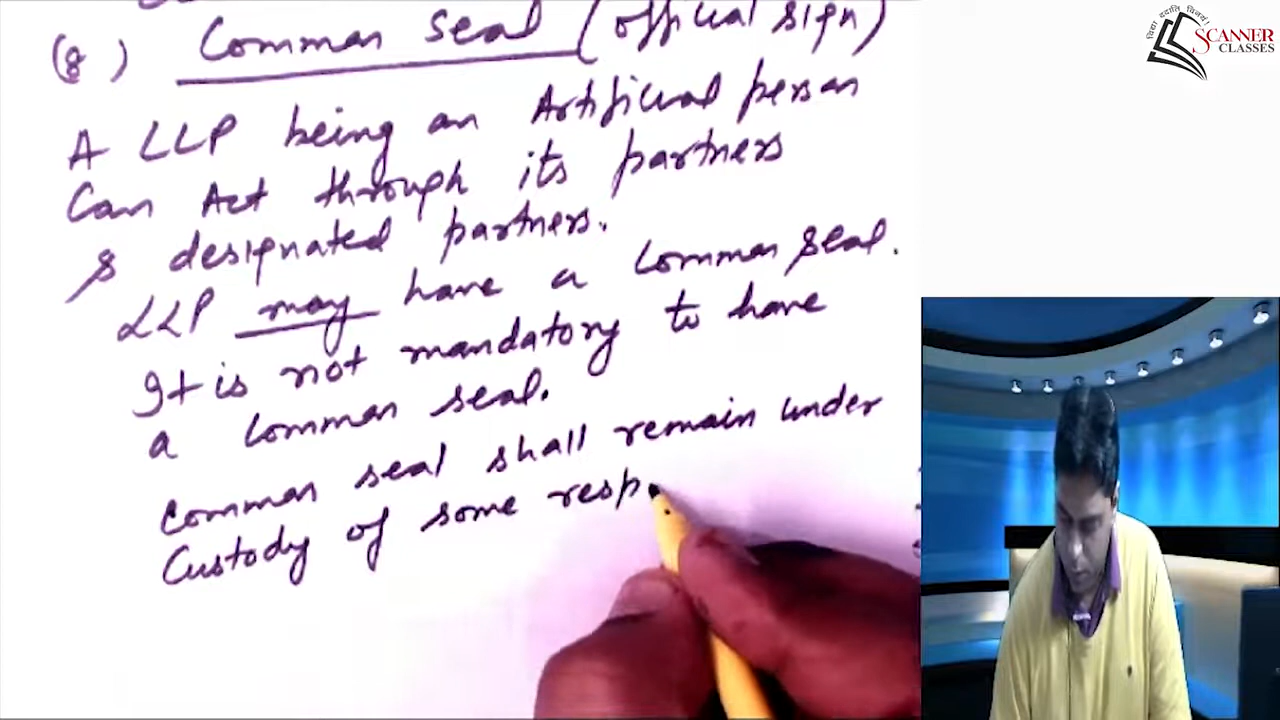 (8) Common Seal (official sign)
A LLP being an Artificial person
Can Act through its partners
& designated partners.
LLP may have a Common Seal.
It is not mandatory to have
a Common seal.
Common seal shall remain under
Custody of some resp
विद्या ददाति विनयं।
SCANNER
CLASSES